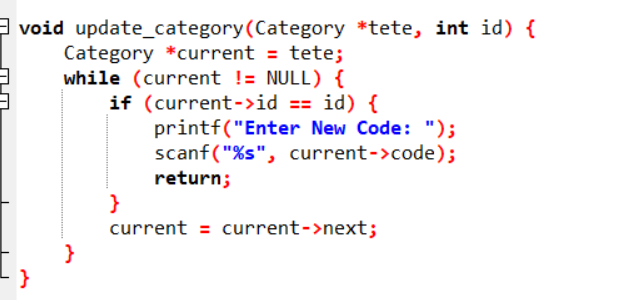 void update_category(Category *tete, int id) {
    Category *current = tete;
    while (current != NULL) {
        if (current->id == id) {
            printf("Enter New Code: ");
            scanf("%s", current->code);
            return;
        }
        current = current->next;
    }
}